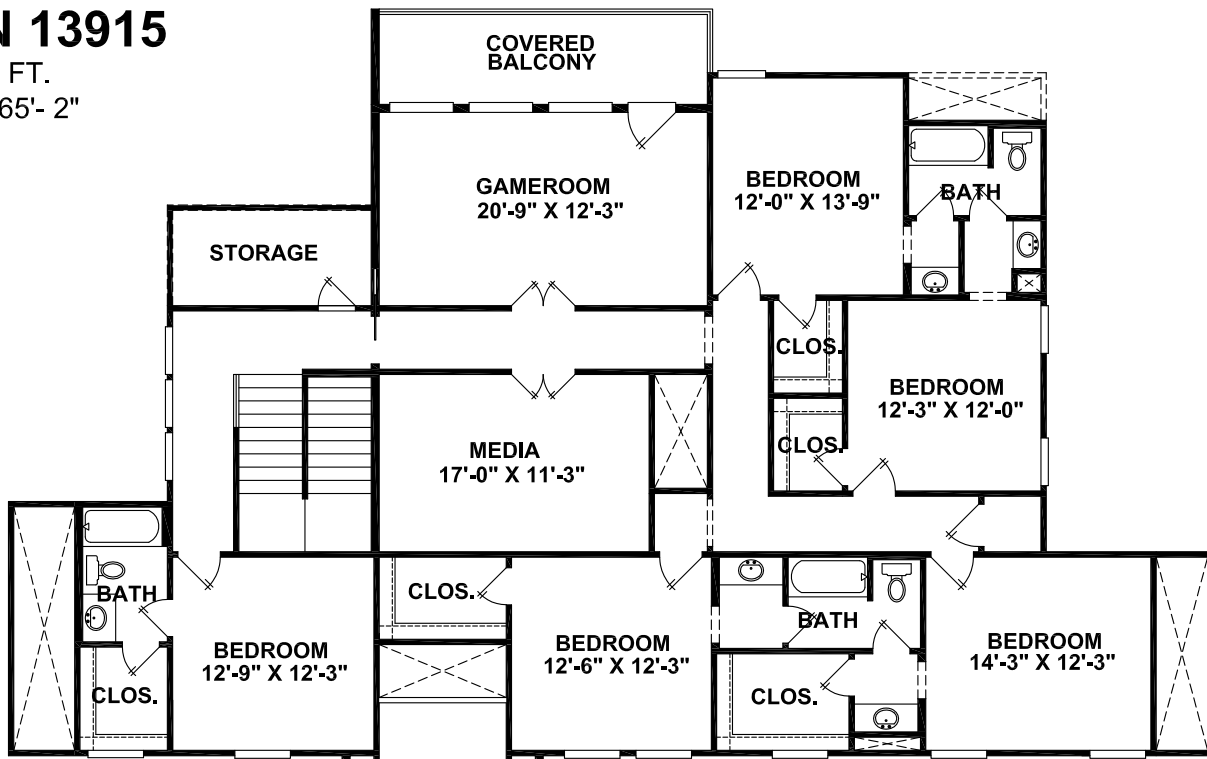 N 13915
FT.
65'- 2"
COVERED
BALCONY
GAMEROOM
20'-9" X 12'-3"
BEDROOM
12'-0" X 13'-9"
BATH
STORAGE
CLOS.
BEDROOM
12'-3" X 12'-0"
CLOS.
MEDIA
17'-0" X 11'-3"
BATH
CLOS.
BEDROOM
12'-9" X 12'-3"
CLOS.
BEDROOM
12'-6" X 12'-3"
BATH
CLOS.
BEDROOM
14'-3" X 12'-3"